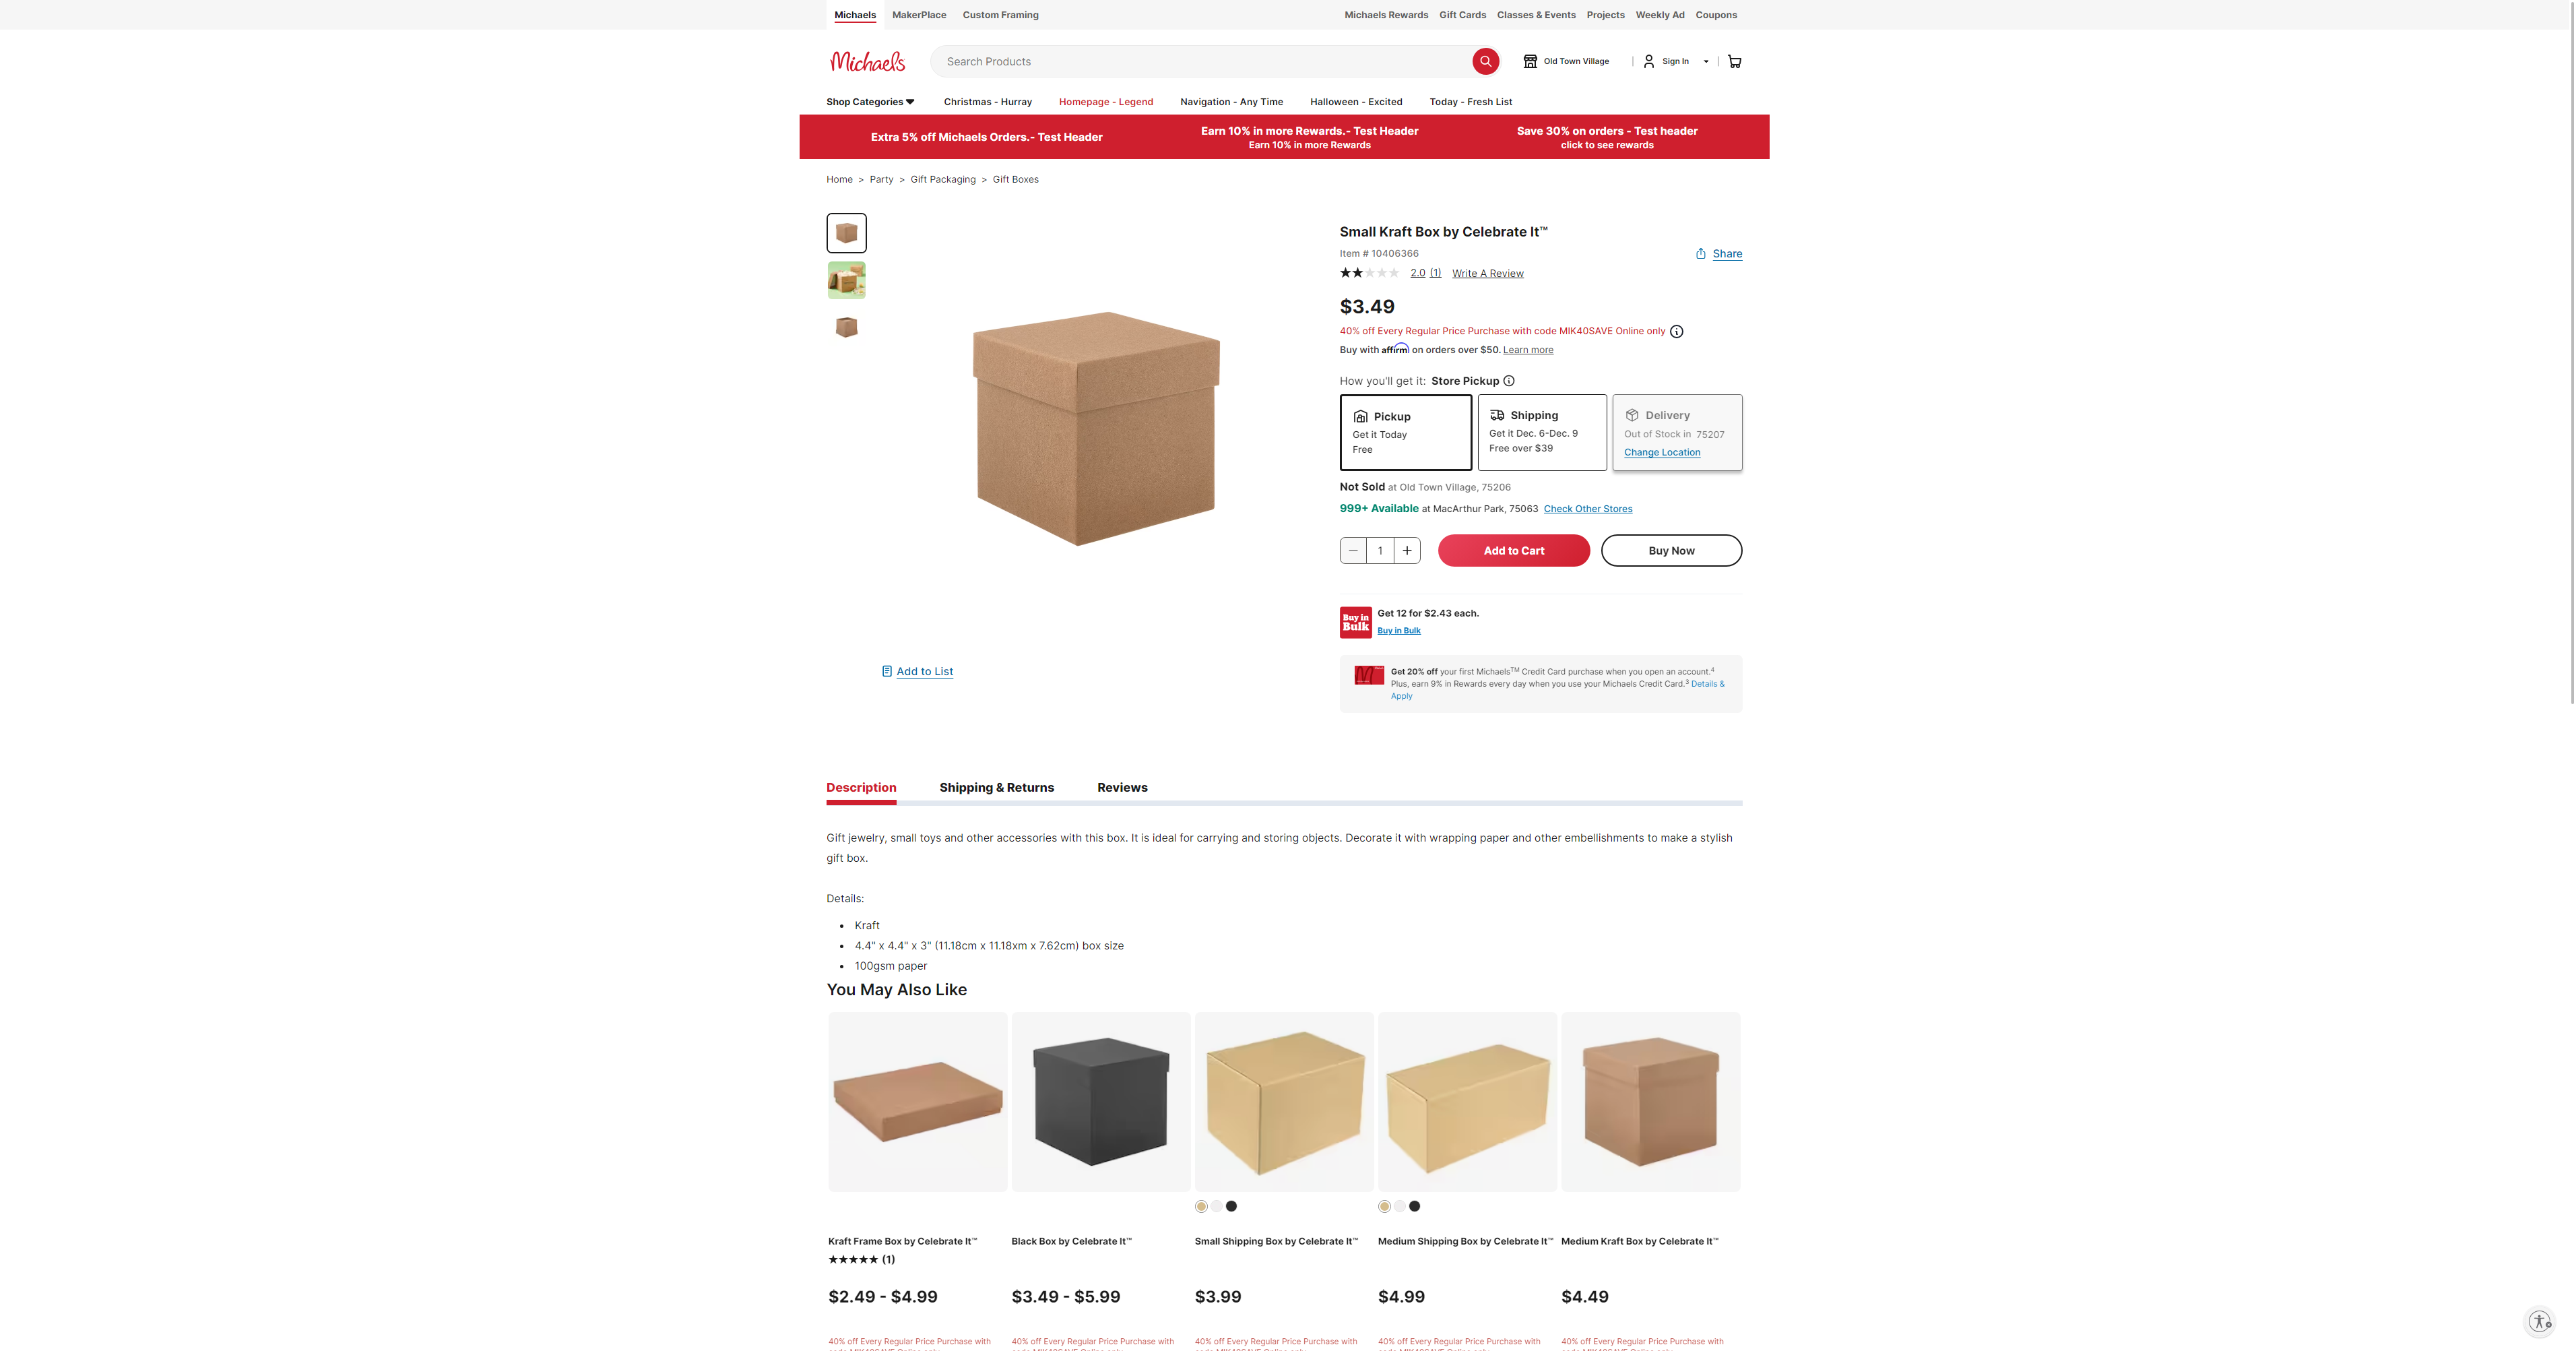 Michaels MakerPlace Custom Framing Michaels Rewards Gift Cards Classes & Events Projects Weekly Ad Coupons
Michaels Search Products Old Town Village | Sign In |
Shop Categories Christmas - Hurray Homepage - Legend Navigation - Any Time Halloween - Excited Today - Fresh List
Extra 5% off Michaels Orders.- Test Header
Earn 10% in more Rewards.- Test Header
Earn 10% in more Rewards
Save 30% on orders - Test header
click to see rewards
Home > Party > Gift Packaging > Gift Boxes
Small Kraft Box by Celebrate It™
Item # 10406366 Share
2.0 (1) Write A Review
$3.49
40% off Every Regular Price Purchase with code MIK40SAVE Online only
Buy with affirm on orders over $50. Learn more
How you'll get it: Store Pickup
Pickup
Get it Today
Free
Shipping
Get it Dec. 6-Dec. 9
Free over $39
Delivery
Out of Stock in 75207
Change Location
Not Sold at Old Town Village, 75206
999+ Available at MacArthur Park, 75063 Check Other Stores
1 Add to Cart Buy Now
Buy in
Bulk
Get 12 for $2.43 each.
Buy in Bulk
Add to List
Get 20% off your first Michaels™ Credit Card purchase when you open an account.⁴
Plus, earn 9% in Rewards every day when you use your Michaels Credit Card.³ Details &
Apply
Description Shipping & Returns Reviews
Gift jewelry, small toys and other accessories with this box. It is ideal for carrying and storing objects. Decorate it with wrapping paper and other embellishments to make a stylish
gift box.
Details:
• Kraft
• 4.4" x 4.4" x 3" (11.18cm x 11.18xm x 7.62cm) box size
• 100gsm paper
You May Also Like
Kraft Frame Box by Celebrate It™ Black Box by Celebrate It™ Small Shipping Box by Celebrate It™ Medium Shipping Box by Celebrate It™ Medium Kraft Box by Celebrate It™
★★★★★ (1)
$2.49 - $4.99 $3.49 - $5.99 $3.99 $4.99 $4.49
40% off Every Regular Price Purchase with 40% off Every Regular Price Purchase with 40% off Every Regular Price Purchase with 40% off Every Regular Price Purchase with 40% off Every Regular Price Purchase with